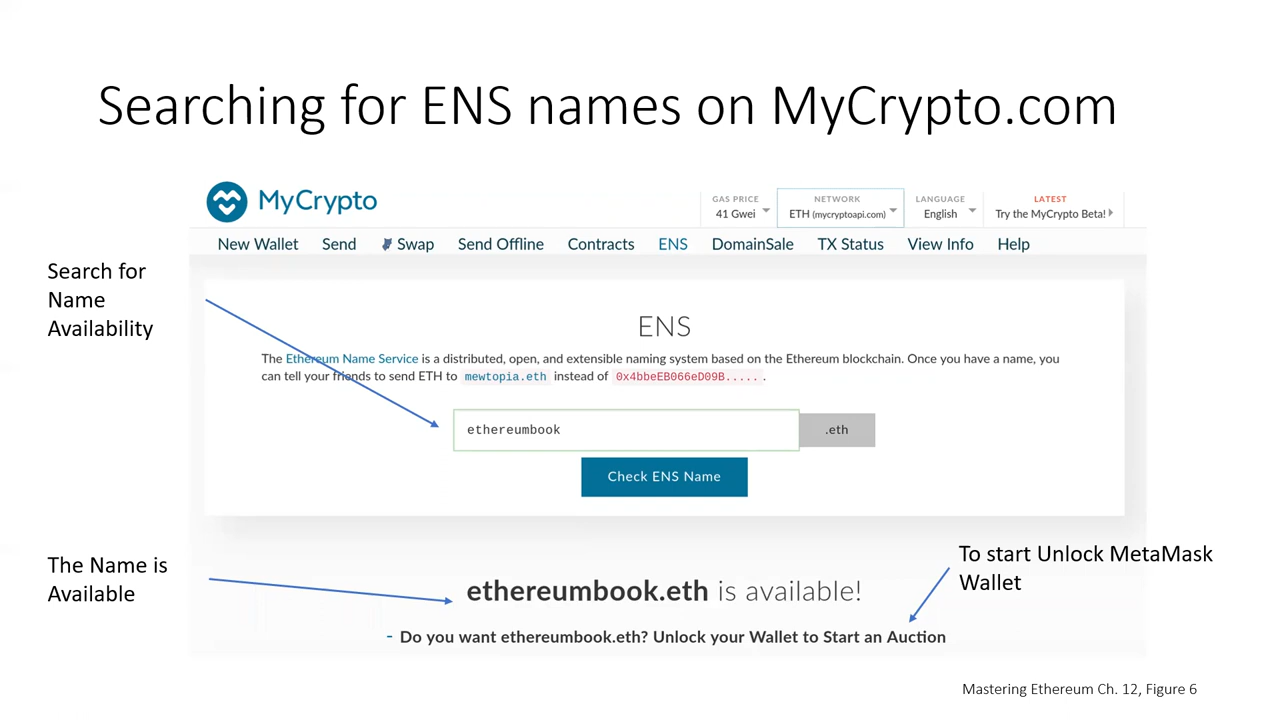 Searching for ENS names on MyCrypto.com
MyCrypto
GAS PRICE
41 Gwei
NETWORK
ETH (mycryptoapi.com)
LANGUAGE
English
LATEST
Try the MyCrypto Beta!
New Wallet Send Swap Send Offline Contracts ENS DomainSale TX Status View Info Help
Search for
Name
Availability
ENS
The Ethereum Name Service is a distributed, open, and extensible naming system based on the Ethereum blockchain. Once you have a name, you
can tell your friends to send ETH to mewtopia.eth instead of 0x4bbeEB066eD09B..... .
ethereumbook .eth
Check ENS Name
The Name is
Available
To start Unlock MetaMask
Wallet
ethereumbook.eth is available!
- Do you want ethereumbook.eth? Unlock your Wallet to Start an Auction
Mastering Ethereum Ch. 12, Figure 6